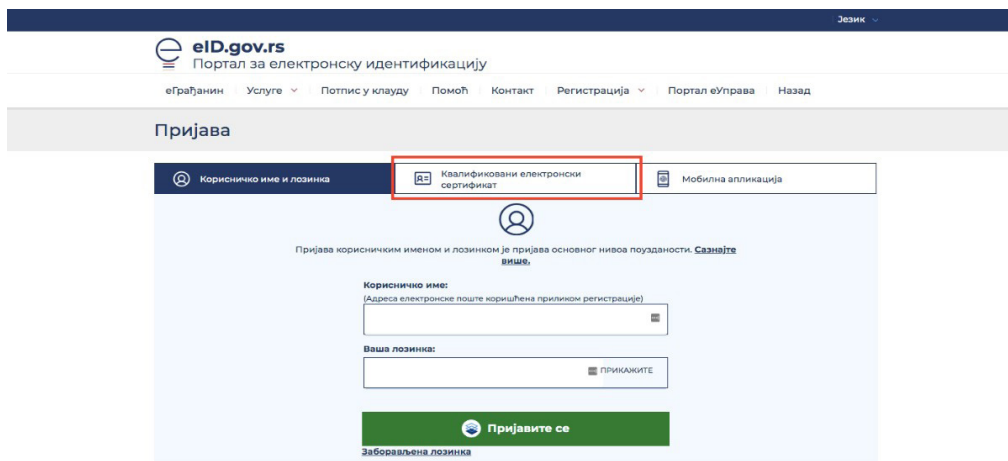 Језик
eID.gov.rs
Портал за електронску идентификацију
еГрађанин Услуге Потпис у клауду Помоћ Контакт Регистрација Портал еУправа Назад
Пријава
Корисничко име и лозинка
Квалификовани електронски
сертификат
Мобилна апликација
Пријава корисничким именом и лозинком је пријава основног нивоа поузданости. Сазнајте
више.
Корисничко име:
(Адреса електронске поште коришћена приликом регистрације)
Ваша лозинка:
ПРИКАЖИТЕ
Пријавите се
Заборављена лозинка